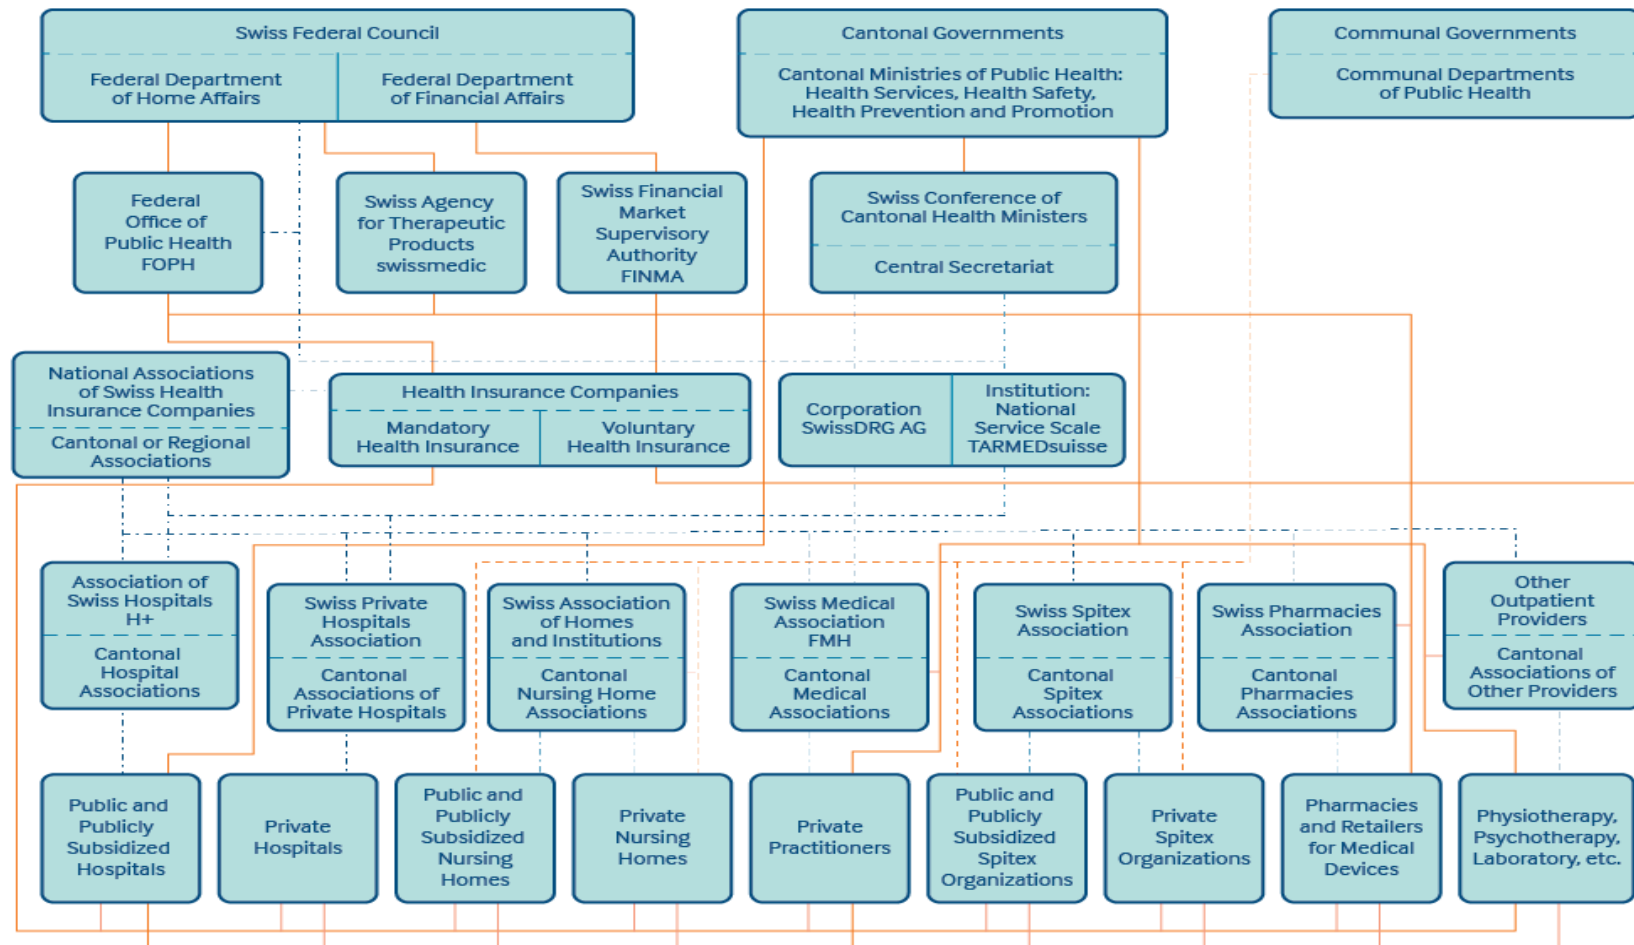 Swiss Federal Council
Federal Department
of Home Affairs
Federal Department
of Financial Affairs
Cantonal Governments
Cantonal Ministries of Public Health:
Health Services, Health Safety,
Health Prevention and Promotion
Communal Governments
Communal Departments
of Public Health
Federal
Office of
Public Health
FOPH
Swiss Agency
for Therapeutic
Products
swissmedic
Swiss Financial
Market
Supervisory
Authority
FINMA
Swiss Conference of
Cantonal Health Ministers
Central Secretariat
National Associations
of Swiss Health
Insurance Companies
Cantonal or Regional
Associations
Health Insurance Companies
Mandatory
Health Insurance
Voluntary
Health Insurance
Corporation
SwissDRG AG
Institution:
National
Service Scale
TARMEDsuisse
Association of
Swiss Hospitals
H+
Cantonal
Hospital
Associations
Swiss Private
Hospitals
Association
Cantonal
Associations of
Private Hospitals
Swiss Association
of Homes
and Institutions
Cantonal
Nursing Home
Associations
Swiss Medical
Association
FMH
Cantonal
Medical
Associations
Swiss Spitex
Association
Cantonal
Spitex
Associations
Swiss Pharmacies
Association
Cantonal
Pharmacies
Associations
Other
Outpatient
Providers
Cantonal
Associations of
Other Providers
Public and
Publicly
Subsidized
Hospitals
Private
Hospitals
Public and
Publicly
Subsidized
Nursing
Homes
Private
Nursing
Homes
Private
Practitioners
Public and
Publicly
Subsidized
Spitex
Organizations
Private
Spitex
Organizations
Pharmacies
and Retailers
for Medical
Devices
Physiotherapy,
Psychotherapy,
Laboratory, etc.